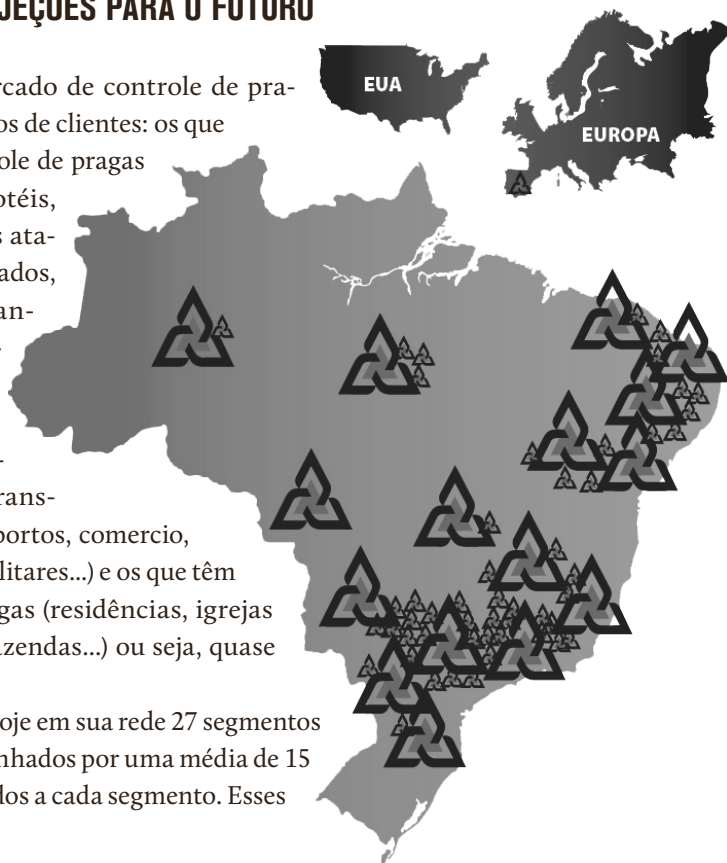 JEÇÕES PARA O FUTURO
rcado de controle de pra-
os de clientes: os que
ole de pragas
otéis,
s ata-
ados,
an-
-
rans-
portos, comercio,
litares...) e os que têm
gas (residências, igrejas
azendas...) ou seja, quase
oje em sua rede 27 segmentos
nhados por uma média de 15
dos a cada segmento. Esses
EUA
EUROPA